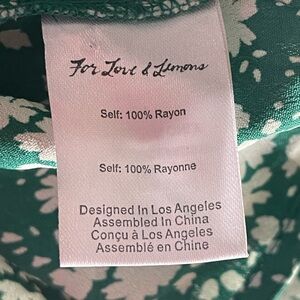 For Love & Lemons
Self: 100% Rayon
Self: 100% Rayonne
Designed In Los Angeles
Assembled In China
Conçu à Los Angeles
Assemblé en Chine